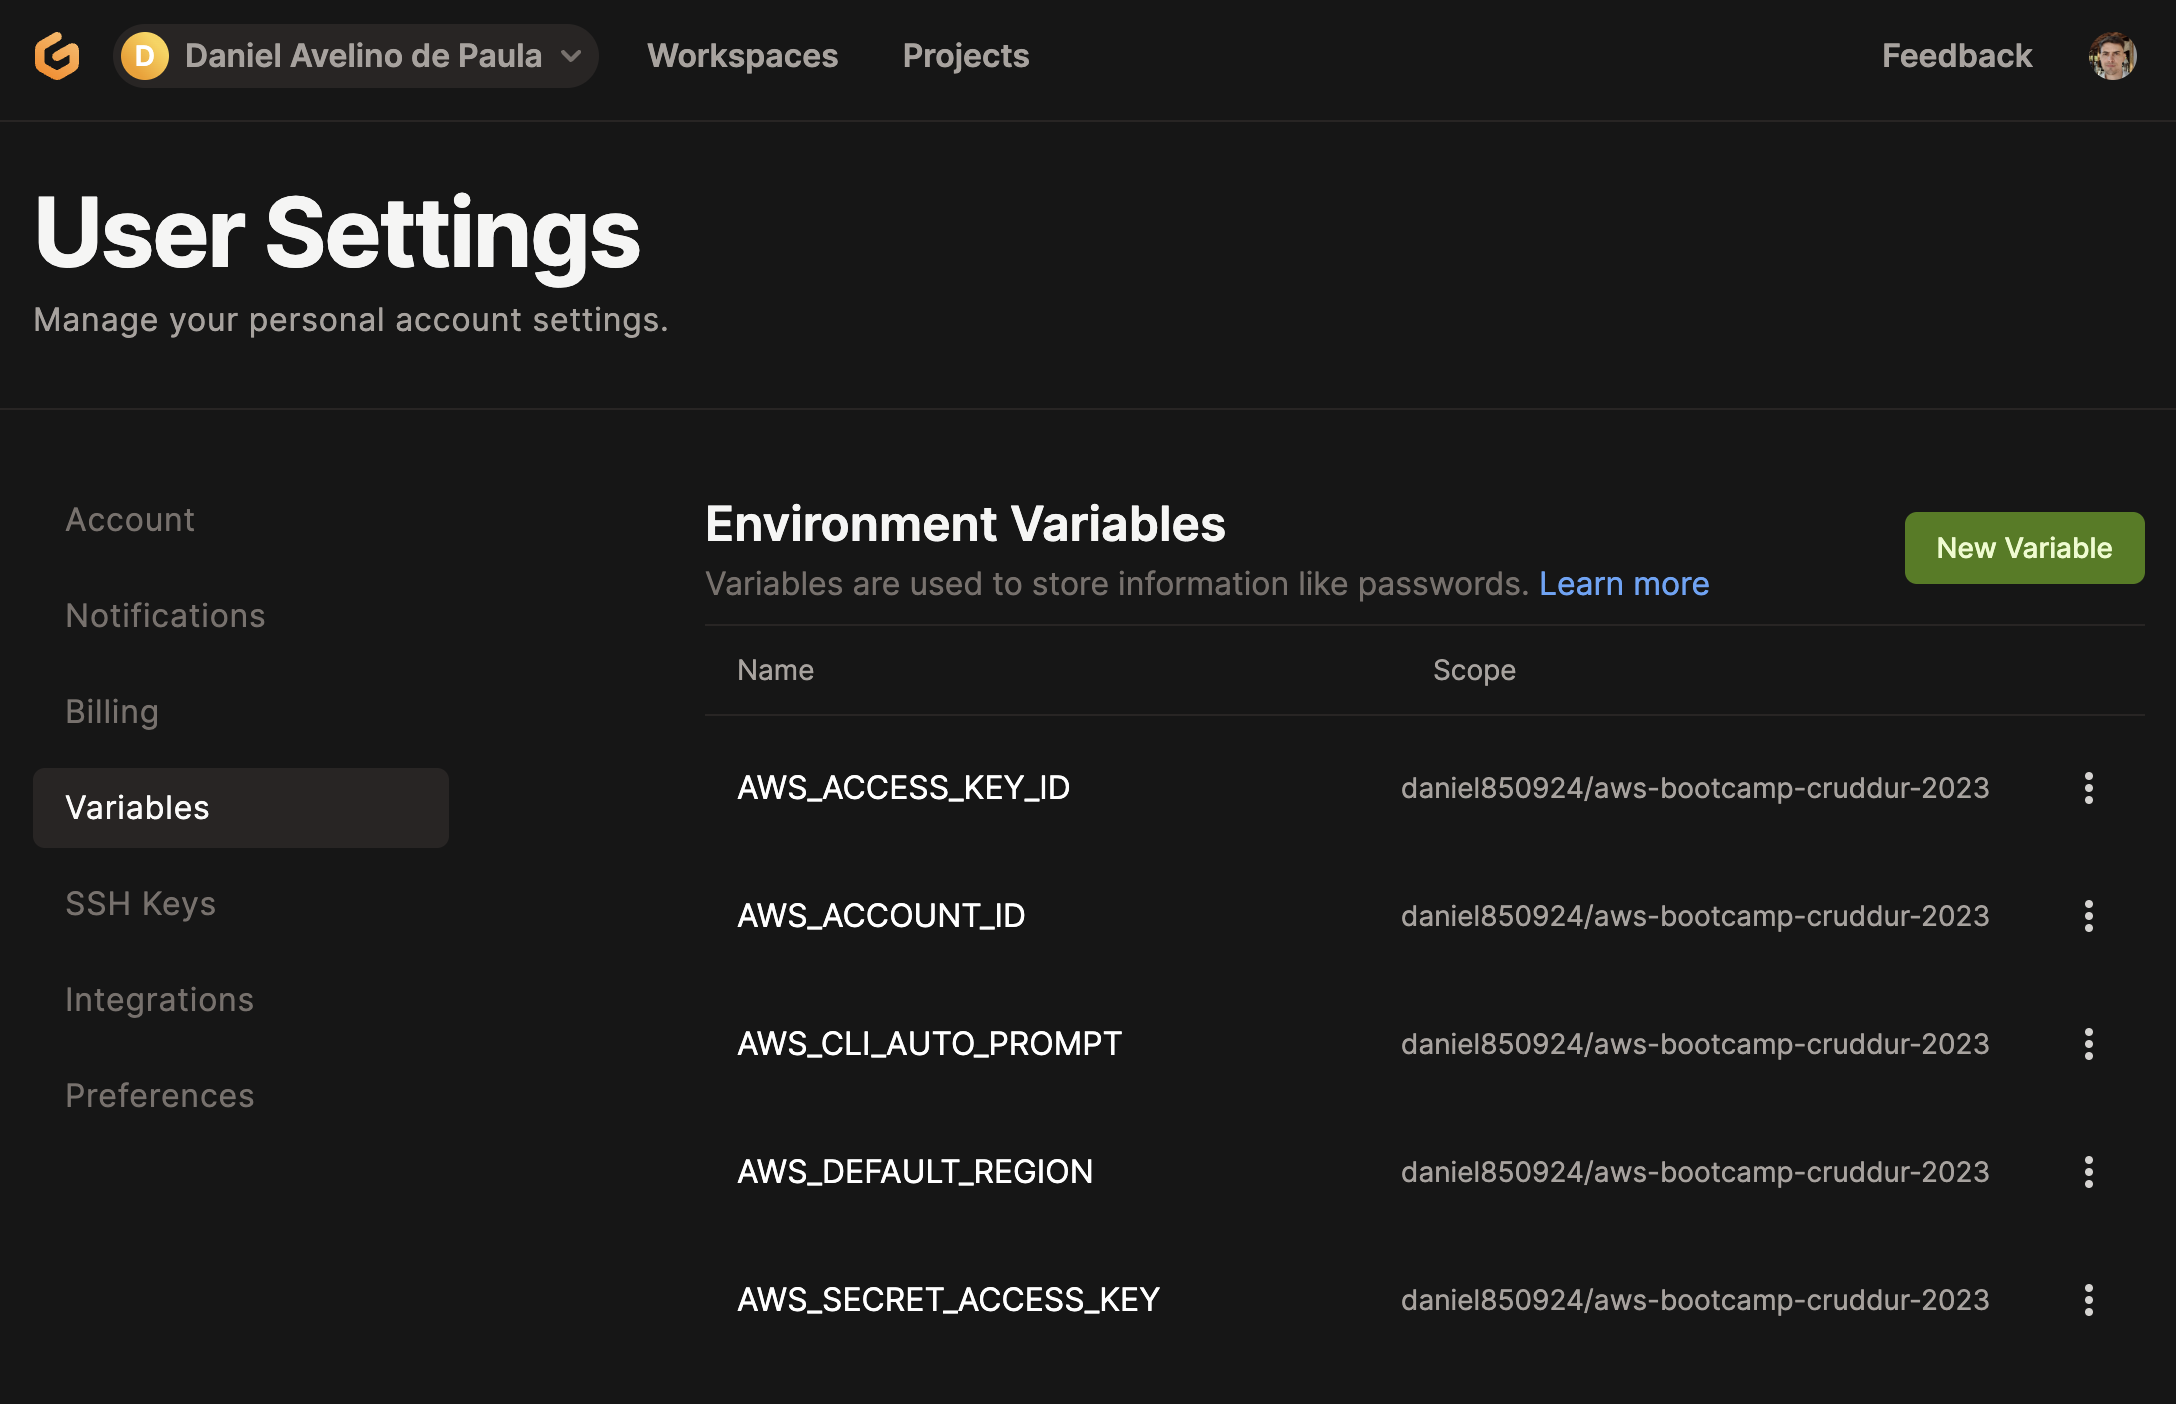 D Daniel Avelino de Paula Workspaces Projects Feedback
User Settings
Manage your personal account settings.
Account
Notifications
Billing
Variables
SSH Keys
Integrations
Preferences
Environment Variables
Variables are used to store information like passwords. Learn more
New Variable
Name Scope
AWS_ACCESS_KEY_ID daniel850924/aws-bootcamp-cruddur-2023
AWS_ACCOUNT_ID daniel850924/aws-bootcamp-cruddur-2023
AWS_CLI_AUTO_PROMPT daniel850924/aws-bootcamp-cruddur-2023
AWS_DEFAULT_REGION daniel850924/aws-bootcamp-cruddur-2023
AWS_SECRET_ACCESS_KEY daniel850924/aws-bootcamp-cruddur-2023